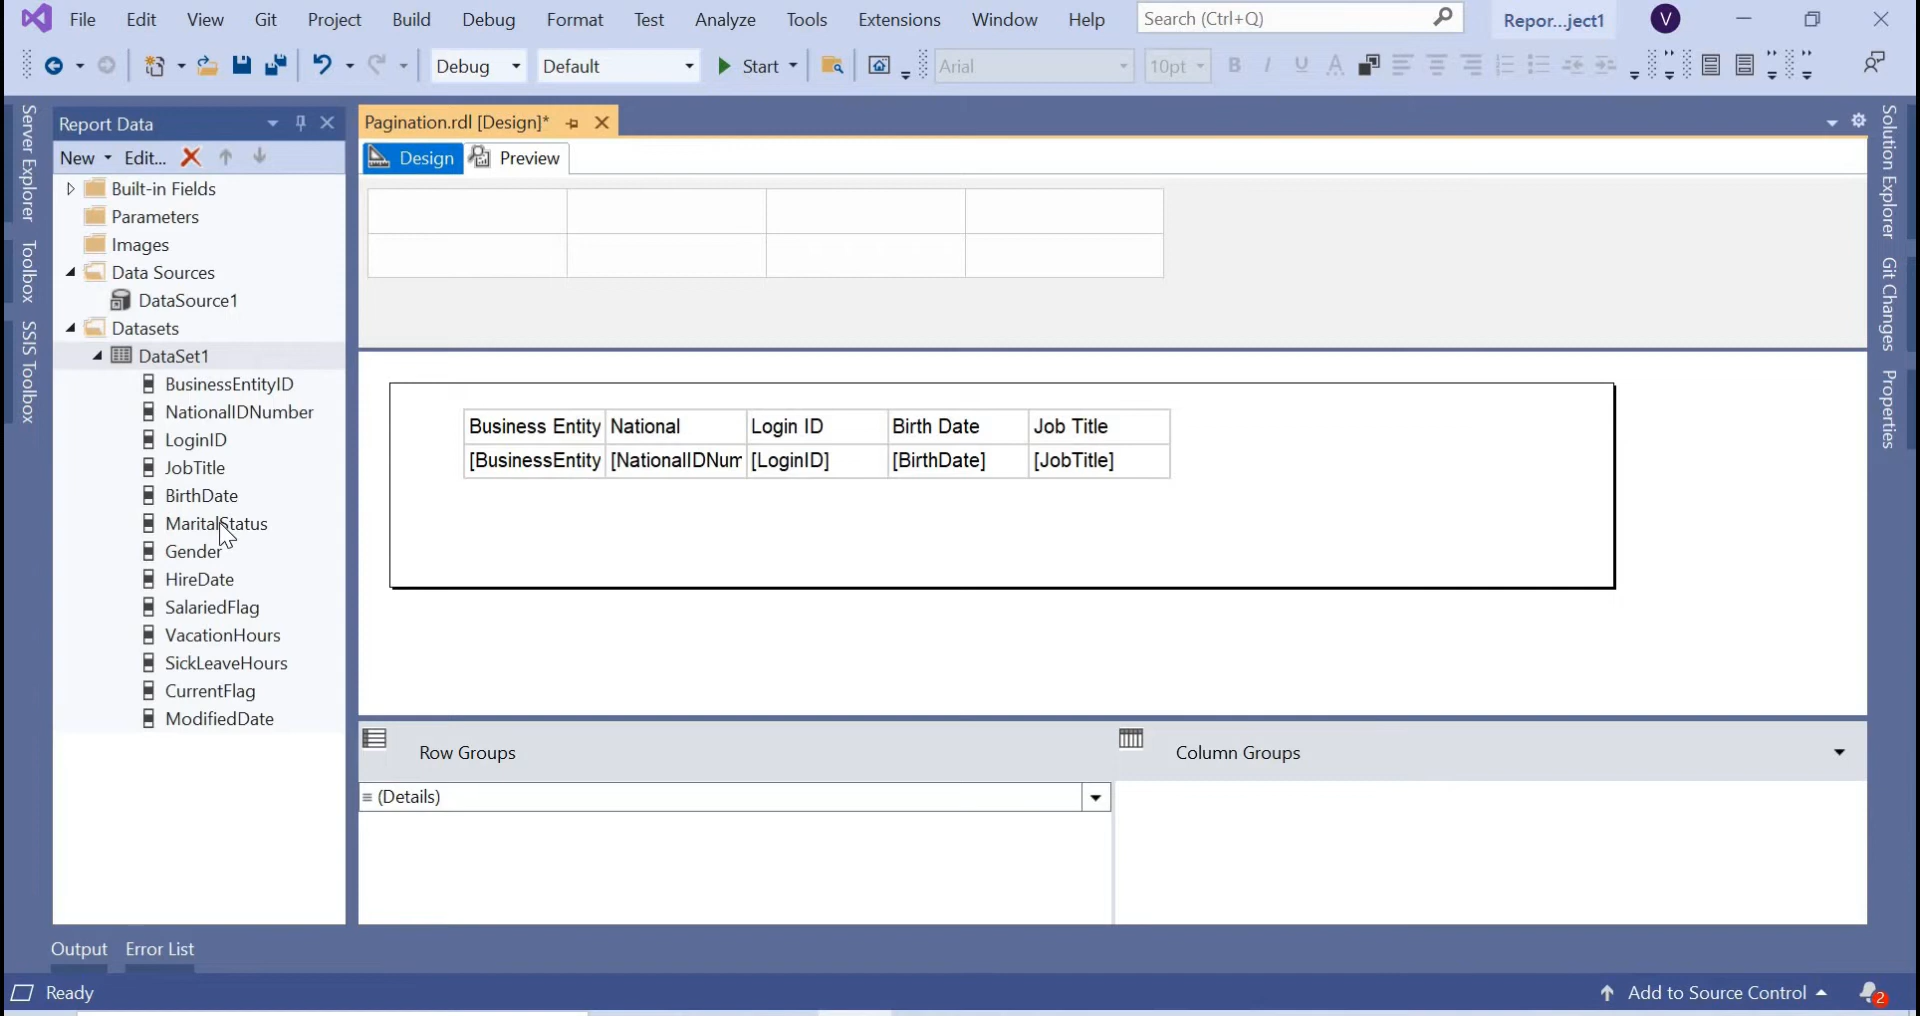 File Edit View Git Project Build Debug Format Test Analyze Tools Extensions Window Help Search (Ctrl+Q) Repor...ject1 V
Debug Default Start Arial 10pt B I U A
Server Explorer
Toolbox
SSIS Toolbox
Report Data
New Edit...
Built-in Fields
Parameters
Images
Data Sources
DataSource1
Datasets
DataSet1
BusinessEntityID
NationalIDNumber
LoginID
JobTitle
BirthDate
MaritalStatus
Gender
HireDate
SalariedFlag
VacationHours
SickLeaveHours
CurrentFlag
ModifiedDate
Pagination.rdl [Design]*
Design Preview
Business Entity National Login ID Birth Date Job Title
[BusinessEntity [NationalIDNum [LoginID] [BirthDate] [JobTitle]
Row Groups Column Groups
(Details)
Solution Explorer
Git Changes
Properties
Output Error List
Ready Add to Source Control 2